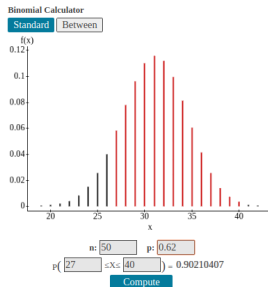 Binomial Calculator
Standard Between
f(x)
0.12
0.1
0.08
0.06
0.04
0.02
0
20 25 30 35 40
x
n: 50 p: 0.62
P( 27 ≤X≤ 40 ) = 0.90210407
Compute